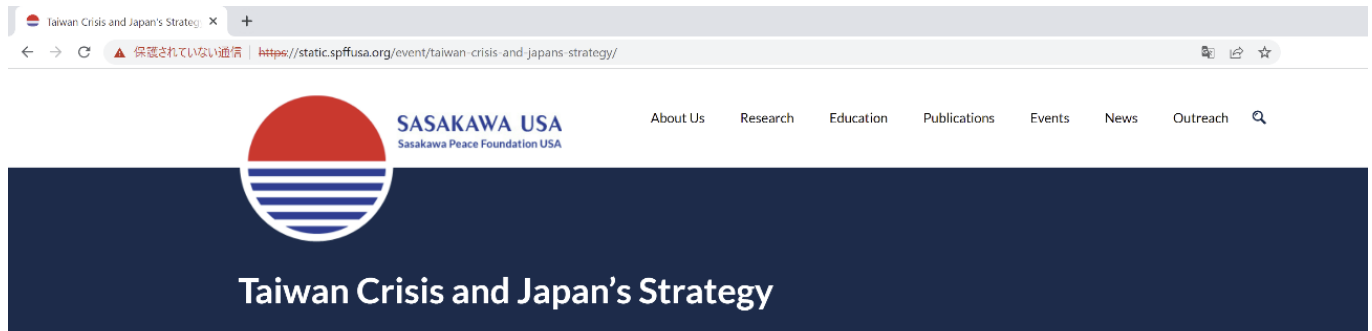 Taiwan Crisis and Japan's Strateg
保護されていない通信 https://static.spffusa.org/event/taiwan-crisis-and-japans-strategy/
SASAKAWA USA
Sasakawa Peace Foundation USA
About Us Research Education Publications Events News Outreach
Taiwan Crisis and Japan’s Strategy